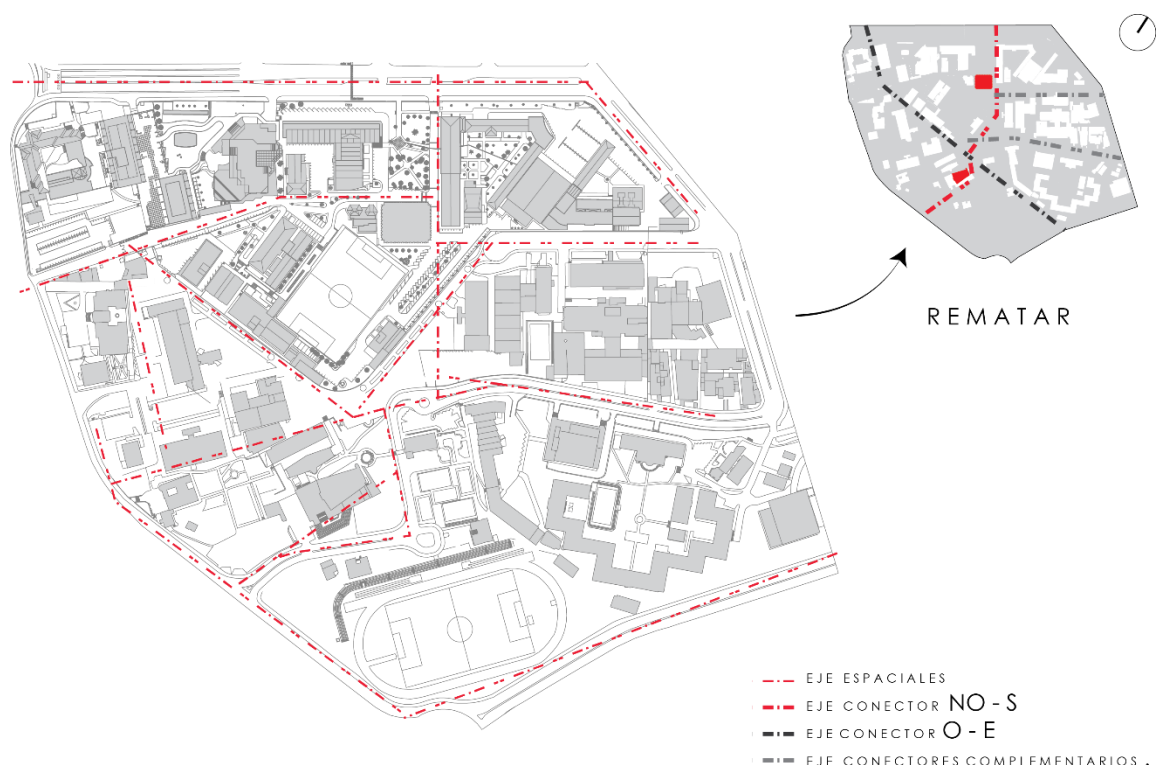 REMATAR
EJE ESPACIALES
EJE CONECTOR NO - S
EJE CONECTOR O - E
EJE CONECTORES COMPLEMENTARIOS .